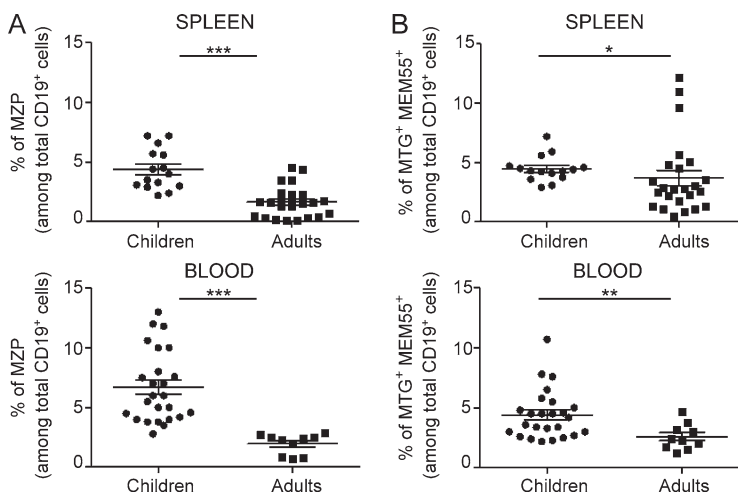 A
SPLEEN
***
% of MZP
(among total CD19⁺ cells)
15
10
5
0
Children
Adults
B
SPLEEN
*
% of MTG⁺ MEM55⁺
(among total CD19⁺ cells)
15
10
5
0
Children
Adults
BLOOD
***
% of MZP
(among total CD19⁺ cells)
15
10
5
0
Children
Adults
BLOOD
**
% of MTG⁺ MEM55⁺
(among total CD19⁺ cells)
15
10
5
0
Children
Adults